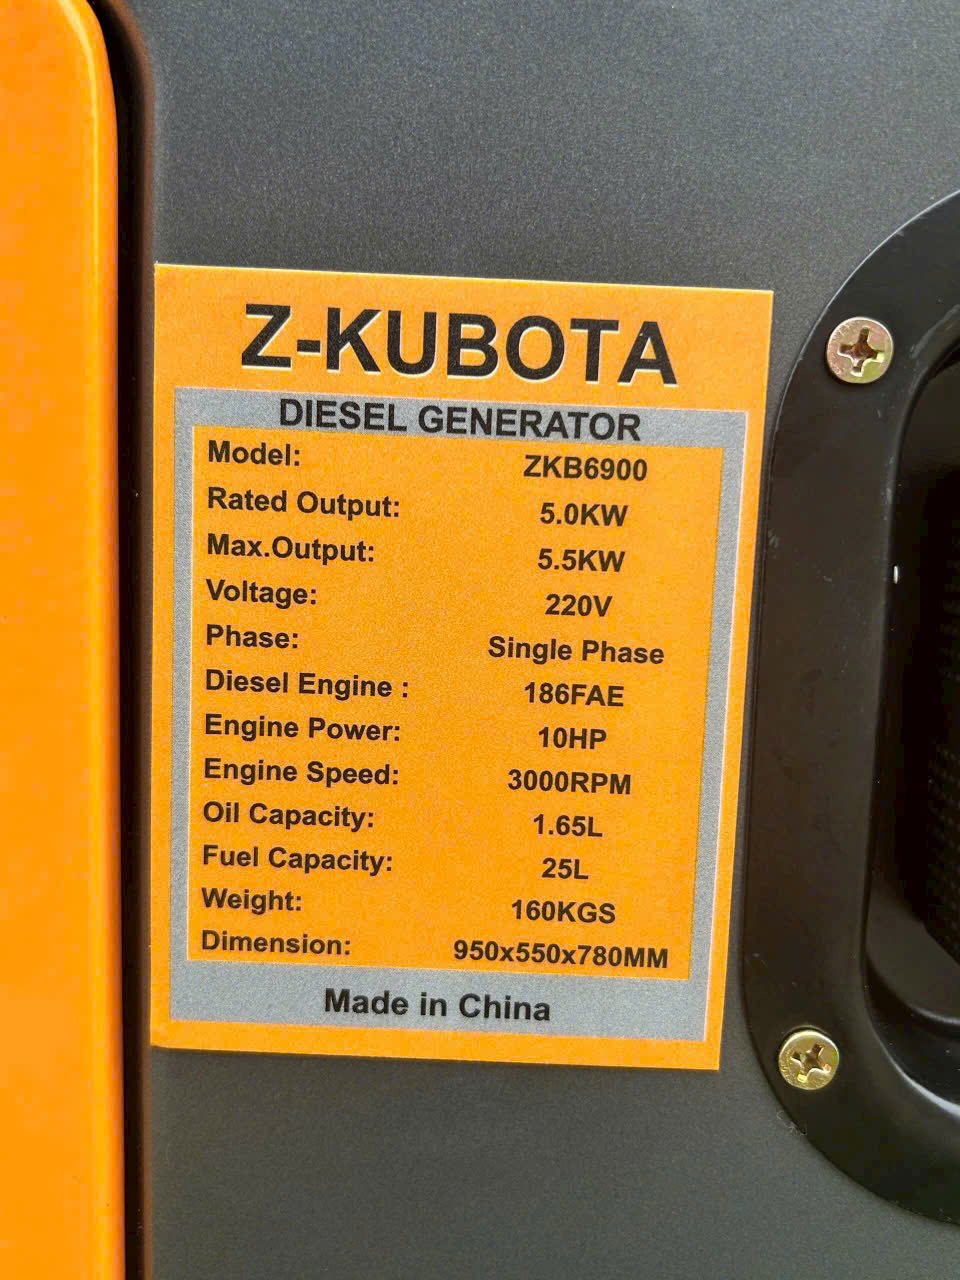 Z-KUBOTA
DIESEL GENERATOR
Model: ZKB6900
Rated Output: 5.0KW
Max.Output: 5.5KW
Voltage: 220V
Phase: Single Phase
Diesel Engine : 186FAE
Engine Power: 10HP
Engine Speed: 3000RPM
Oil Capacity: 1.65L
Fuel Capacity: 25L
Weight: 160KGS
Dimension: 950x550x780MM
Made in China